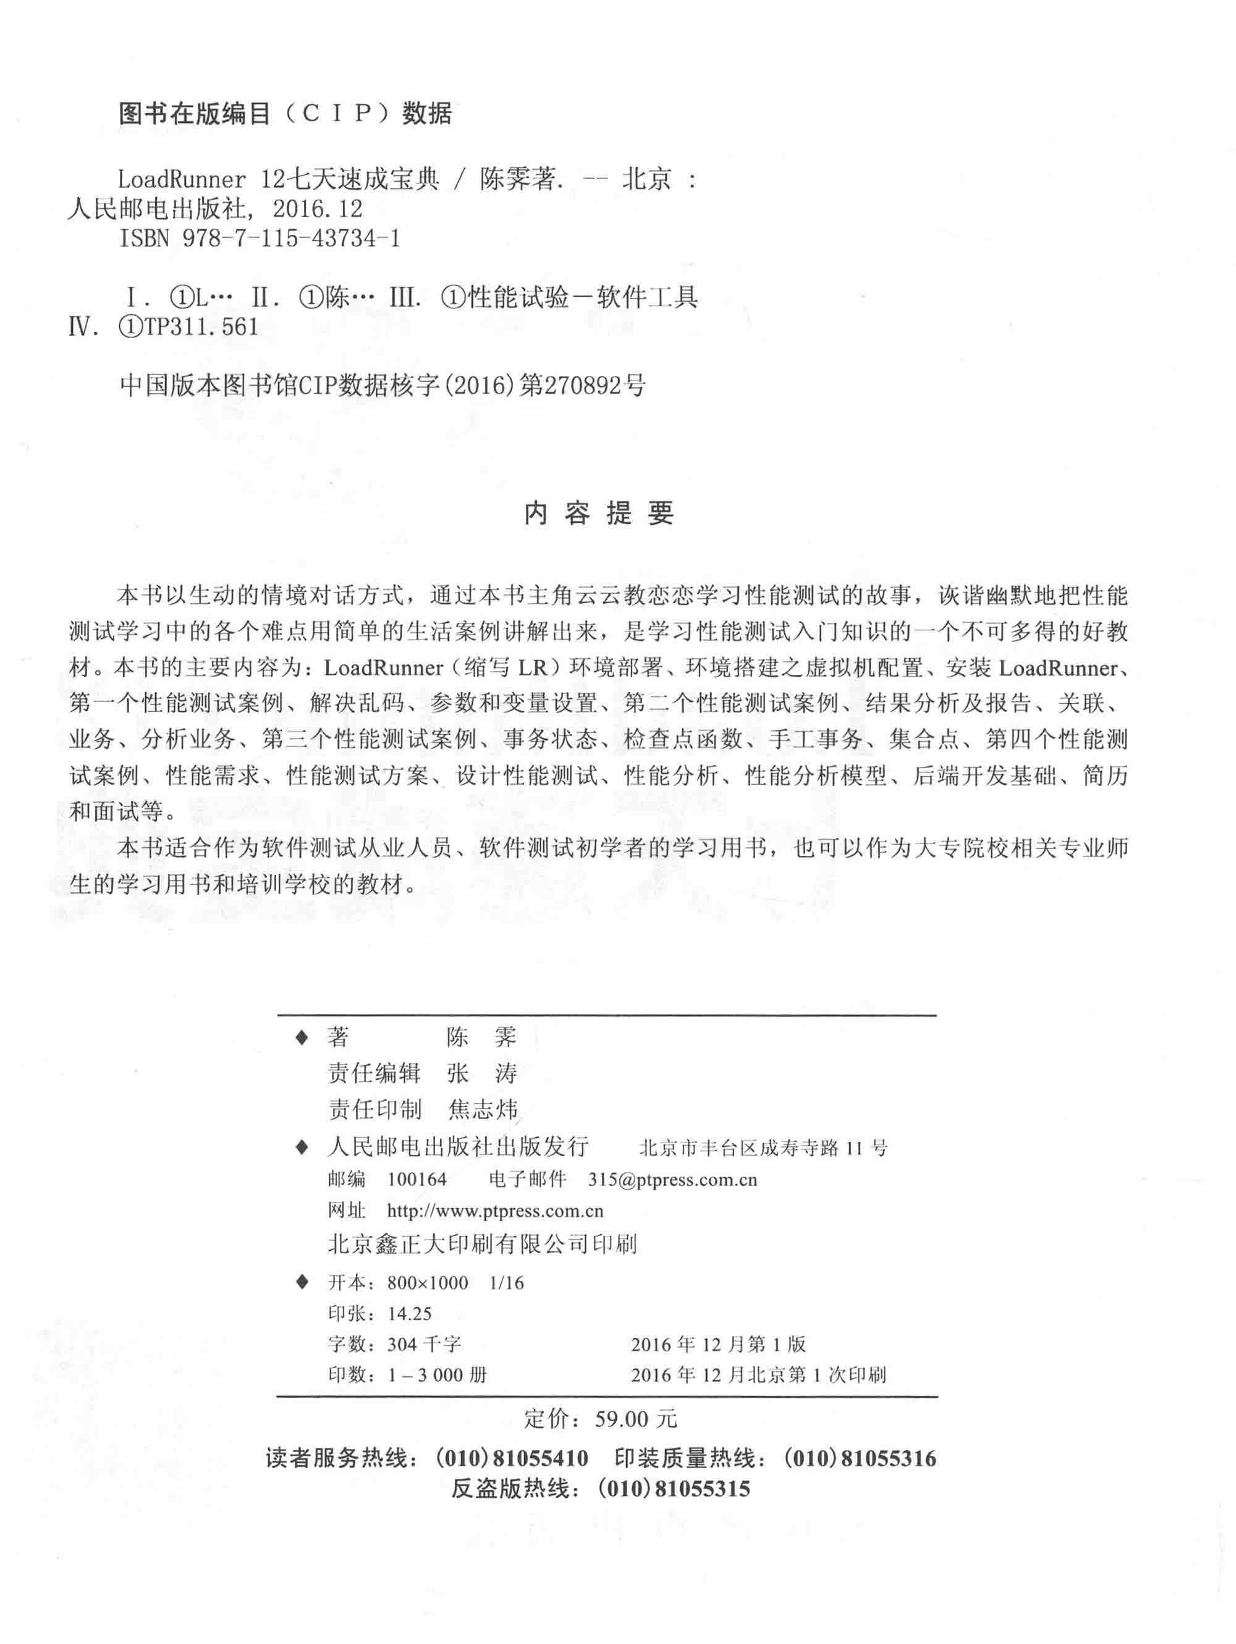 图书在版编目（ＣＩＰ）数据
LoadRunner 12七天速成宝典 / 陈霁著. -- 北京 :
人民邮电出版社, 2016.12
ISBN 978-7-115-43734-1
Ⅰ. ①L… Ⅱ. ①陈… Ⅲ. ①性能试验－软件工具
Ⅳ. ①TP311.561
中国版本图书馆CIP数据核字(2016)第270892号
内 容 提 要
本书以生动的情境对话方式，通过本书主角云云教恋恋学习性能测试的故事，诙谐幽默地把性能
测试学习中的各个难点用简单的生活案例讲解出来，是学习性能测试入门知识的一个不可多得的好教
材。本书的主要内容为：LoadRunner（缩写 LR）环境部署、环境搭建之虚拟机配置、安装 LoadRunner、
第一个性能测试案例、解决乱码、参数和变量设置、第二个性能测试案例、结果分析及报告、关联、
业务、分析业务、第三个性能测试案例、事务状态、检查点函数、手工事务、集合点、第四个性能测
试案例、性能需求、性能测试方案、设计性能测试、性能分析、性能分析模型、后端开发基础、简历
和面试等。
本书适合作为软件测试从业人员、软件测试初学者的学习用书，也可以作为大专院校相关专业师
生的学习用书和培训学校的教材。
◆ 著 陈 霁
责任编辑 张 涛
责任印制 焦志炜
◆ 人民邮电出版社出版发行 北京市丰台区成寿寺路 11 号
邮编 100164 电子邮件 315@ptpress.com.cn
网址 http://www.ptpress.com.cn
北京鑫正大印刷有限公司印刷
◆ 开本：800×1000 1/16
印张：14.25
字数：304 千字 2016 年 12 月第 1 版
印数：1－3 000 册 2016 年 12 月北京第 1 次印刷
定价：59.00 元
读者服务热线：(010)81055410 印装质量热线：(010)81055316
反盗版热线：(010)81055315